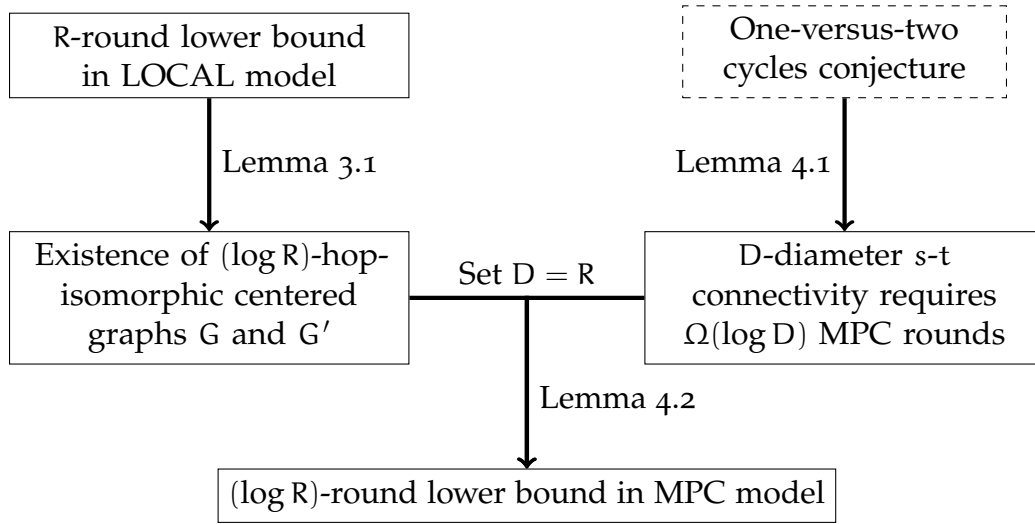 R-round lower bound
in LOCAL model
One-versus-two
cycles conjecture
Lemma 3.1
Lemma 4.1
Existence of (log R)-hop-
isomorphic centered
graphs G and G′
Set D = R
D-diameter s-t
connectivity requires
Ω(log D) MPC rounds
Lemma 4.2
(log R)-round lower bound in MPC model